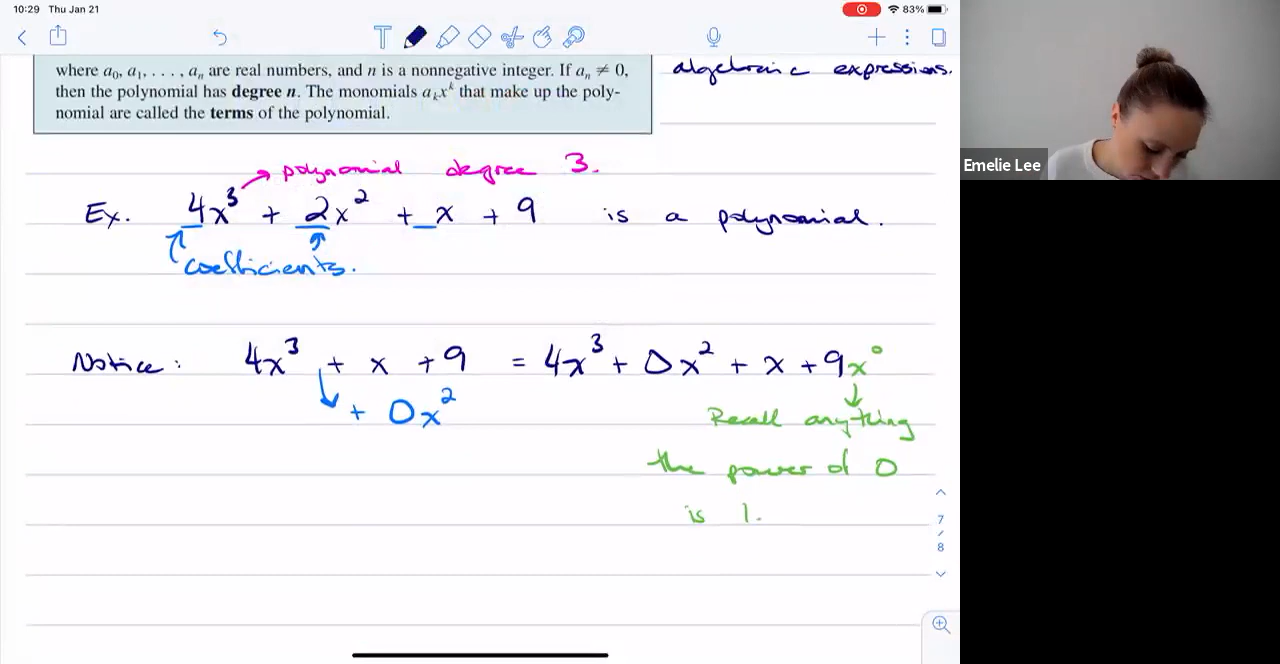 10:29 Thu Jan 21
83%
where a₀, a₁, . . . , aₙ are real numbers, and n is a nonnegative integer. If aₙ ≠ 0,
then the polynomial has degree n. The monomials aₖxᵏ that make up the poly-
nomial are called the terms of the polynomial.
algebraic expressions.
Emelie Lee
polynomial degree 3.
Ex. 4x³ + 2x² + x + 9 is a polynomial.
coefficients.
Notice : 4x³ + x + 9 = 4x³ + 0x² + x + 9x⁰
+ 0x²
Recall anything
the power of 0
is 1.
7
/
8